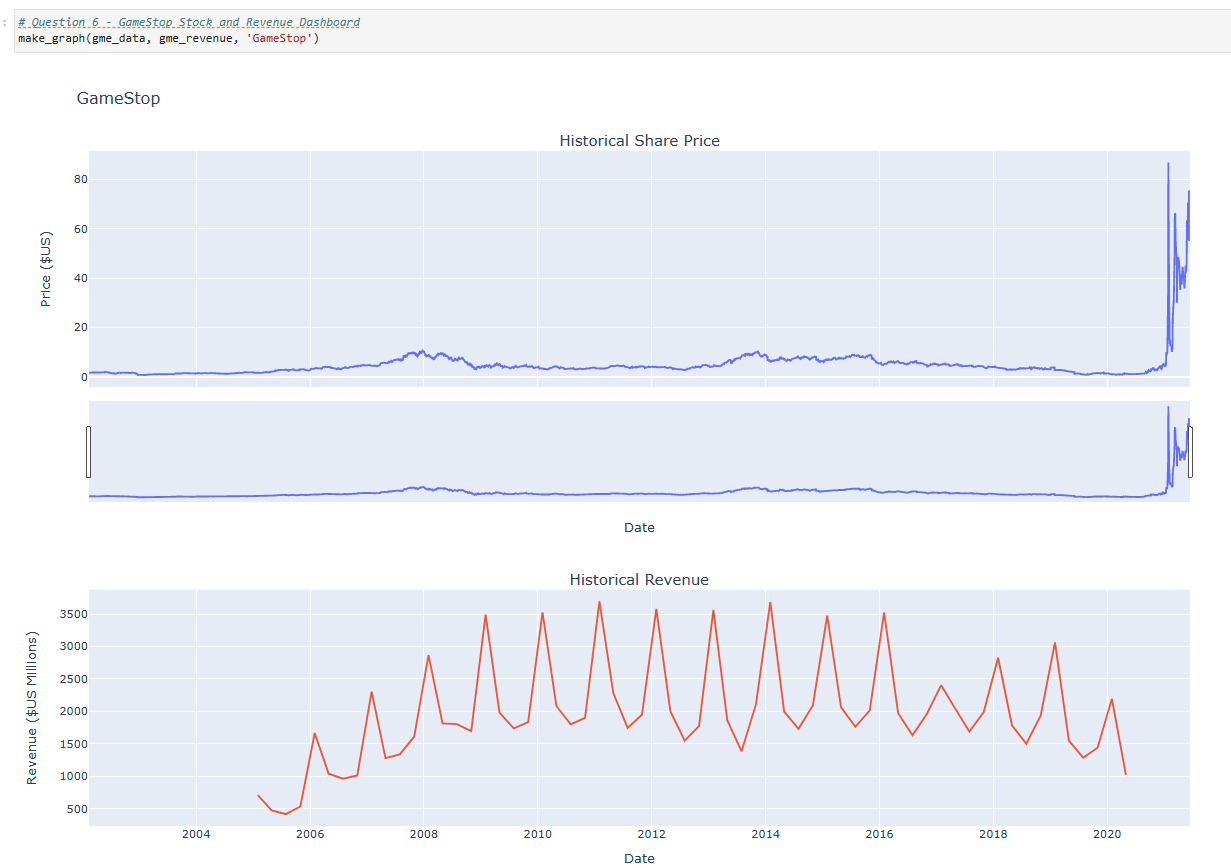 :
# Question 6 - GameStop Stock and Revenue Dashboard
make_graph(gme_data, gme_revenue, 'GameStop')
GameStop
Historical Share Price
80
60
40
20
0
Price ($US)
Date
Historical Revenue
3500
3000
2500
2000
1500
1000
500
Revenue ($US Millions)
2004 2006 2008 2010 2012 2014 2016 2018 2020
Date